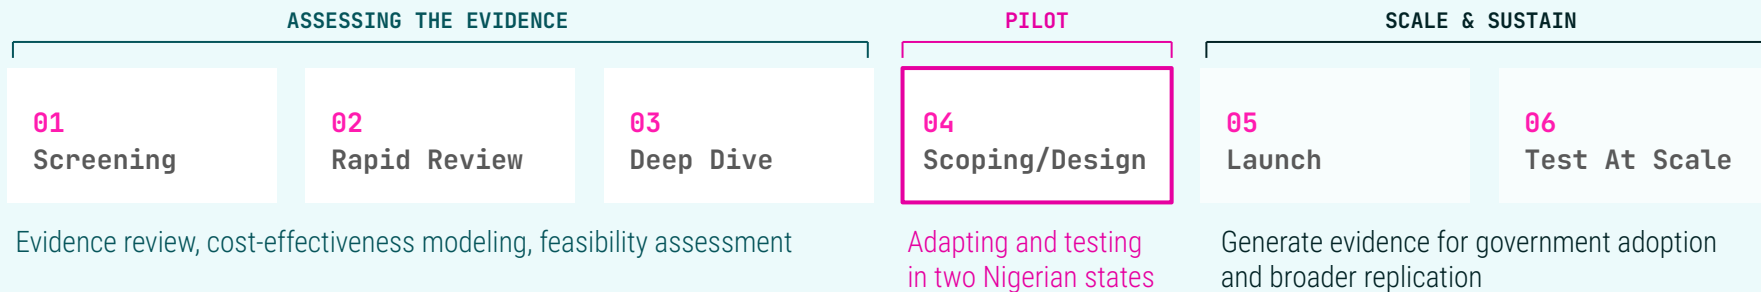 ASSESSING THE EVIDENCE
PILOT
SCALE & SUSTAIN
01
Screening
02
Rapid Review
03
Deep Dive
04
Scoping/Design
05
Launch
06
Test At Scale
Evidence review, cost-effectiveness modeling, feasibility assessment
Adapting and testing
in two Nigerian states
Generate evidence for government adoption
and broader replication